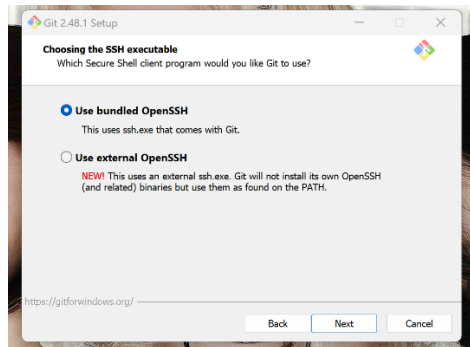 Git 2.48.1 Setup
Choosing the SSH executable
Which Secure Shell client program would you like Git to use?
Use bundled OpenSSH
This uses ssh.exe that comes with Git.
Use external OpenSSH
NEW! This uses an external ssh.exe. Git will not install its own OpenSSH
(and related) binaries but use them as found on the PATH.
https://gitforwindows.org/
Back Next Cancel